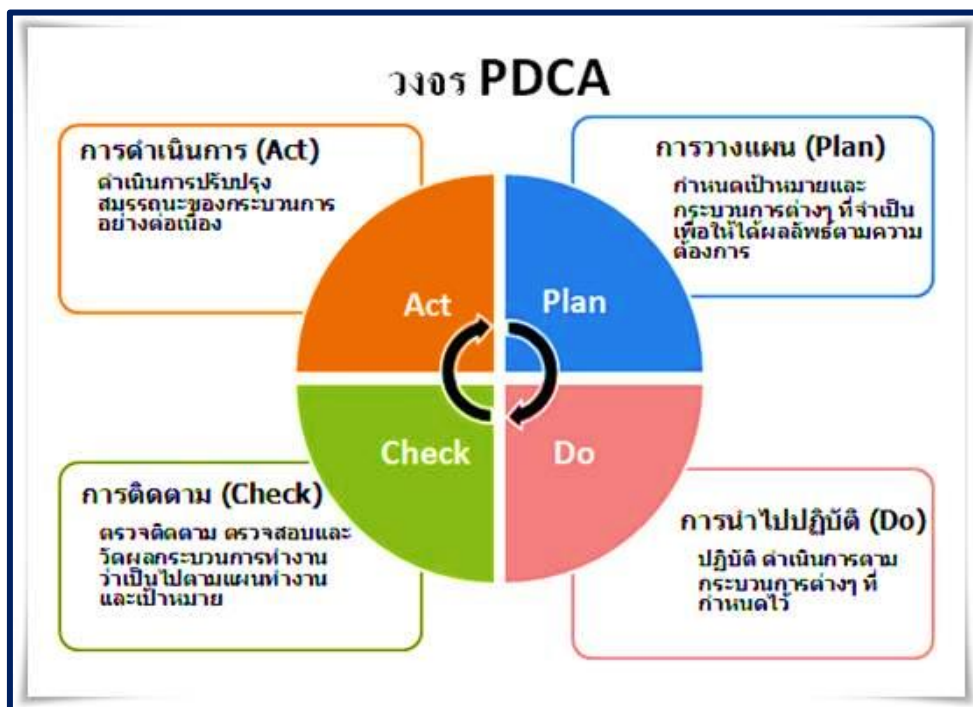 วงจร PDCA
การดำเนินการ (Act)
ดำเนินการปรับปรุง
สมรรถนะของกระบวนการ
อย่างต่อเนื่อง
การวางแผน (Plan)
กำหนดเป้าหมายและ
กระบวนการต่างๆ ที่จำเป็น
เพื่อให้ได้ผลลัพธ์ตามความ
ต้องการ
Act
Plan
Check
Do
การติดตาม (Check)
ตรวจติดตาม ตรวจสอบและ
วัดผลกระบวนการทำงาน
ว่าเป็นไปตามแผนทำงาน
และเป้าหมาย
การนำไปปฏิบัติ (Do)
ปฏิบัติ ดำเนินการตาม
กระบวนการต่างๆ ที่
กำหนดไว้